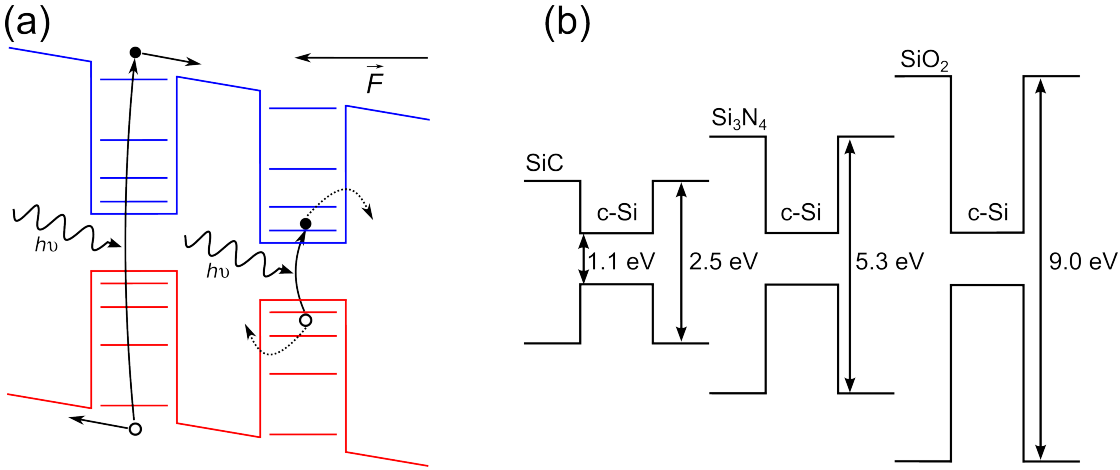 (a)
F
hυ
hυ
(b)
SiC
Si3N4
SiO2
c-Si
c-Si
c-Si
1.1 eV
2.5 eV
5.3 eV
9.0 eV